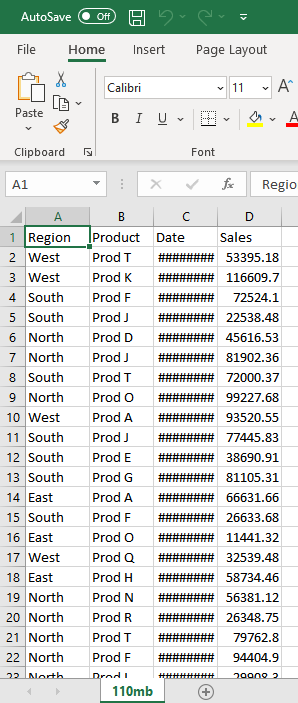 AutoSave Off
File Home Insert Page Layout
Calibri 11 A
Paste B I U A
Clipboard Font
A1 fx Regio
A B C D
1 Region Product Date Sales
2 West Prod T ######## 53395.18
3 West Prod K ######## 116609.7
4 South Prod F ######## 72524.1
5 South Prod J ######## 22538.48
6 North Prod D ######## 45616.53
7 North Prod J ######## 81902.36
8 South Prod T ######## 72000.37
9 North Prod O ######## 99227.68
10 West Prod A ######## 93520.55
11 South Prod J ######## 77445.83
12 South Prod E ######## 38690.91
13 South Prod G ######## 81105.31
14 East Prod A ######## 66631.66
15 South Prod F ######## 26633.68
16 East Prod O ######## 11441.32
17 West Prod Q ######## 32539.48
18 East Prod H ######## 58734.46
19 North Prod N ######## 56381.12
20 North Prod R ######## 26348.75
21 North Prod T ######## 79762.8
22 North Prod F ######## 94404.9
23 North Prod ######## 29908.3
110mb